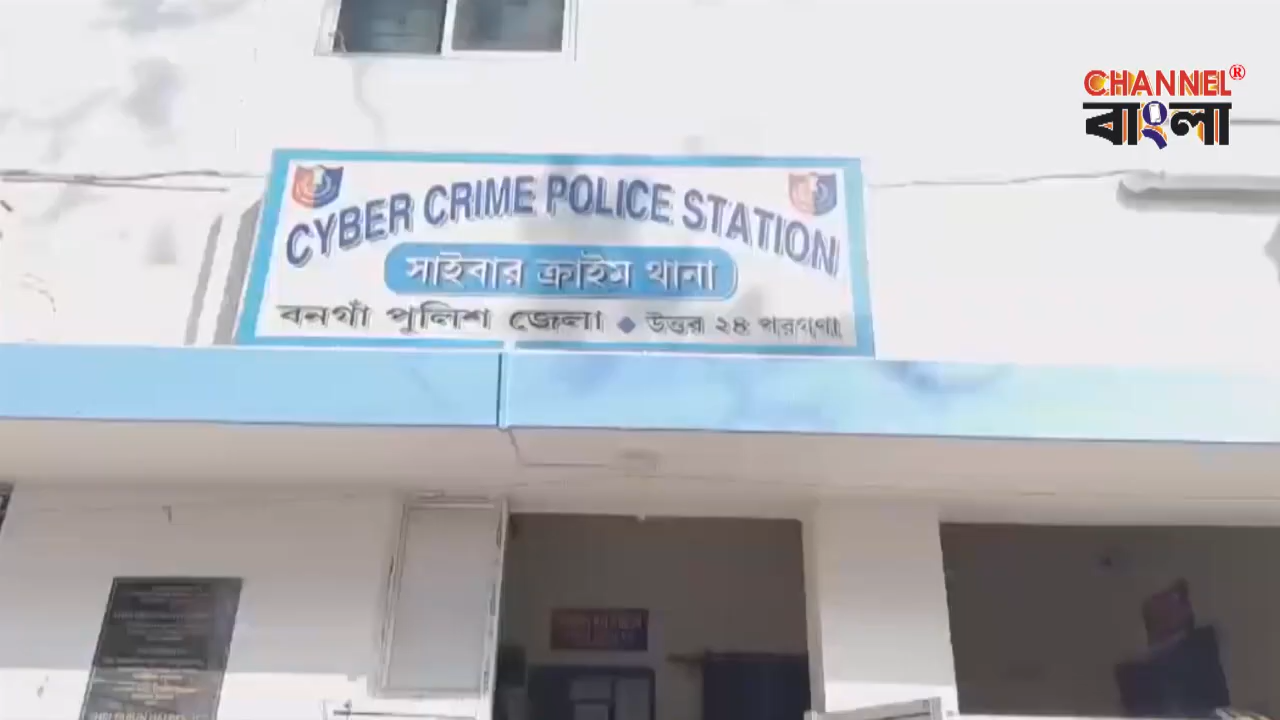 CHANNEL®
বাংলা
CYBER CRIME POLICE STATION
সাইবার ক্রাইম থানা
বনগাঁ পুলিশ জেলা ◆ উত্তর ২৪ পরগণা